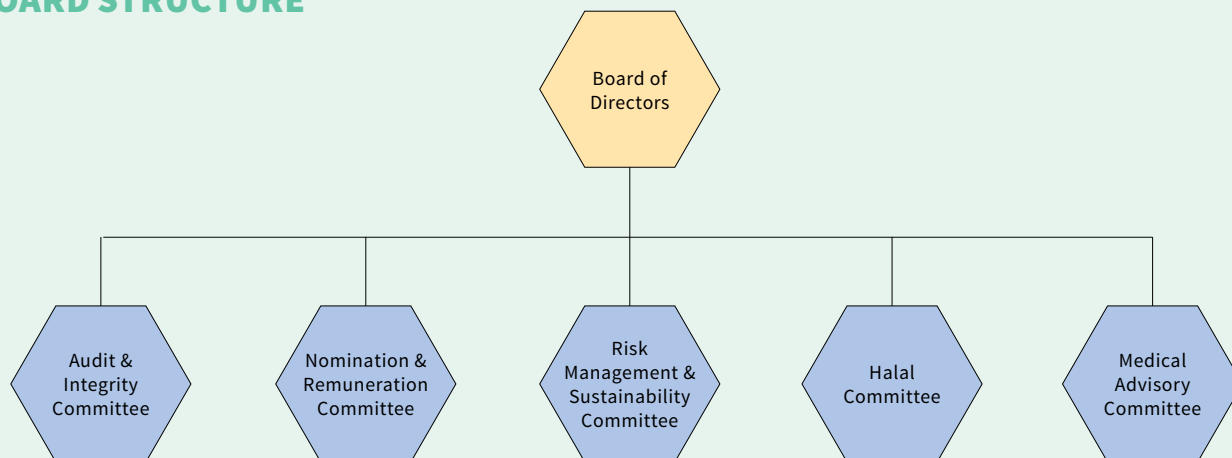 OARD STRUCTURE
Board of
Directors
Audit &
Integrity
Committee
Nomination &
Remuneration
Committee
Risk
Management &
Sustainability
Committee
Halal
Committee
Medical
Advisory
Committee